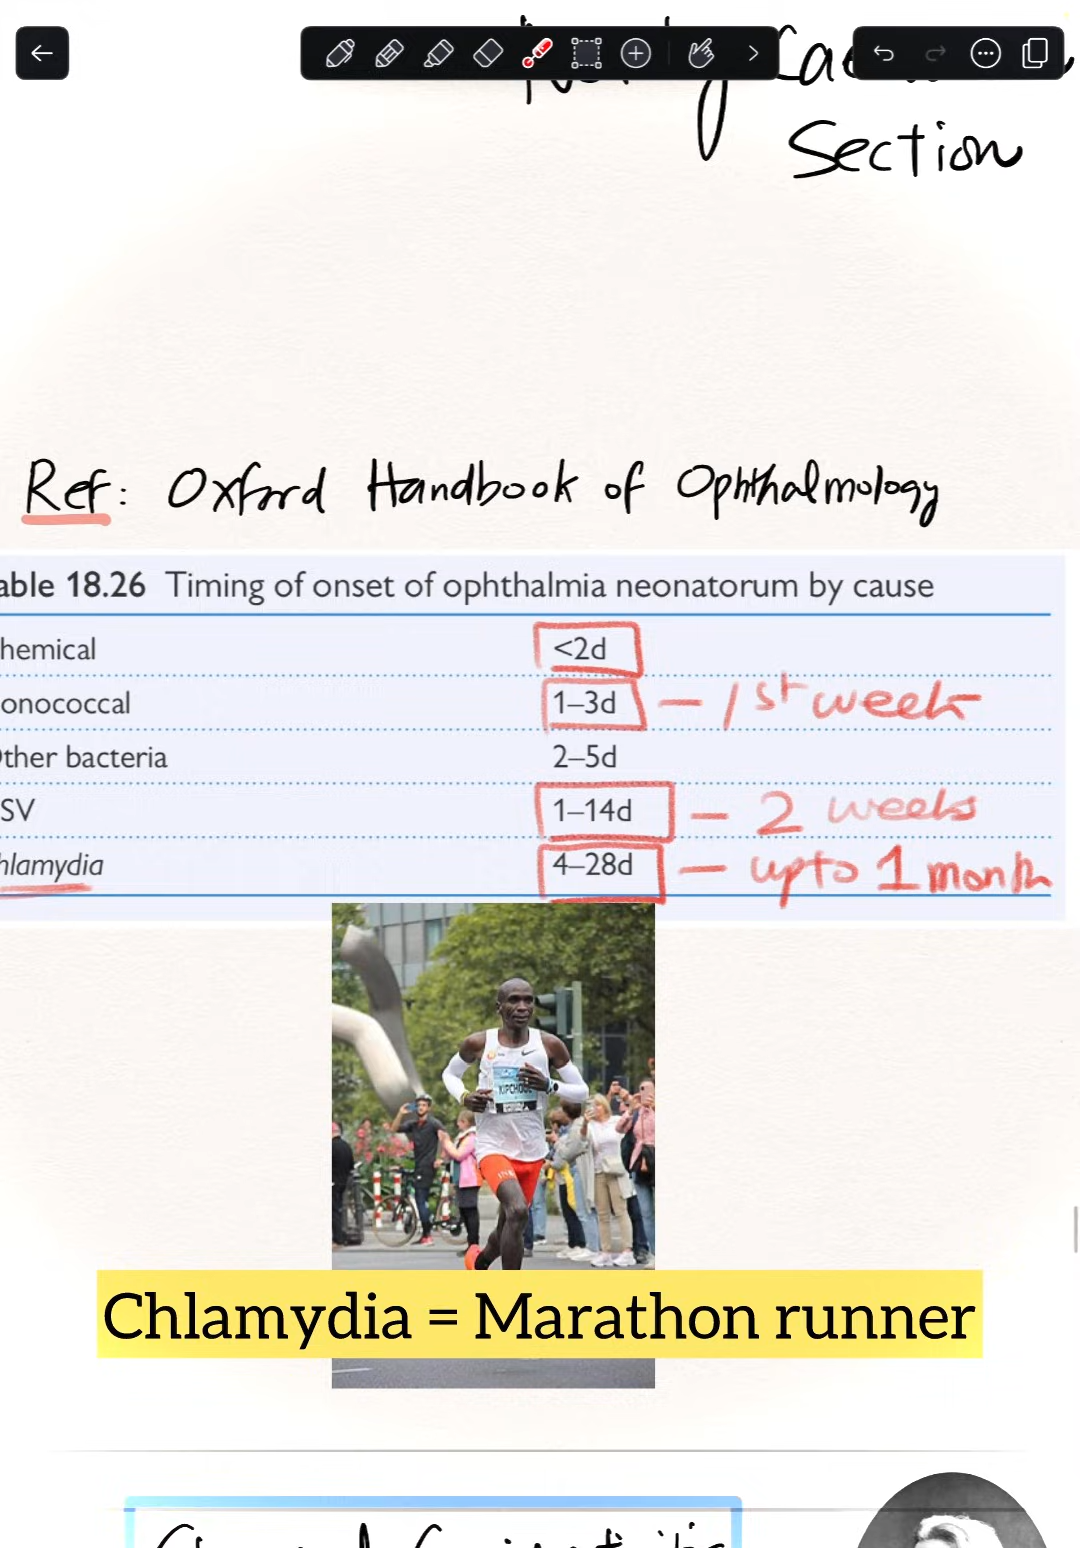 Section
Ref: Oxford Handbook of Ophthalmology
able 18.26 Timing of onset of ophthalmia neonatorum by cause
hemical <2d
onococcal 1–3d – 1st week
ther bacteria 2–5d
SV 1–14d – 2 weeks
hlamydia 4–28d – upto 1 month
KIPCHOGE
Chlamydia = Marathon runner